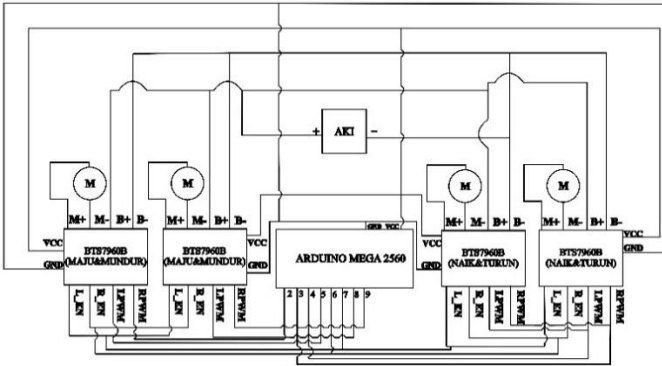 + AKI -
M M M M
M+ M- B+ B- M+ M- B+ B- M+ M- B+ B- M+ M- B+ B-
VCC BTS7960B VCC GND VCC VCC BTS7960B VCC
(MAJU&MUNDUR) (MAJU&MUNDUR) (NAIK&TURUN) (NAIK&TURUN)
BTS7960B ARDUINO MEGA 2560 BTS7960B
GND GND GND GND
L_EN R_EN LPWM RPWM L_EN R_EN LPWM RPWM 2 3 4 5 6 7 8 9 L_EN R_EN LPWM RPWM L_EN R_EN LPWM RPWM